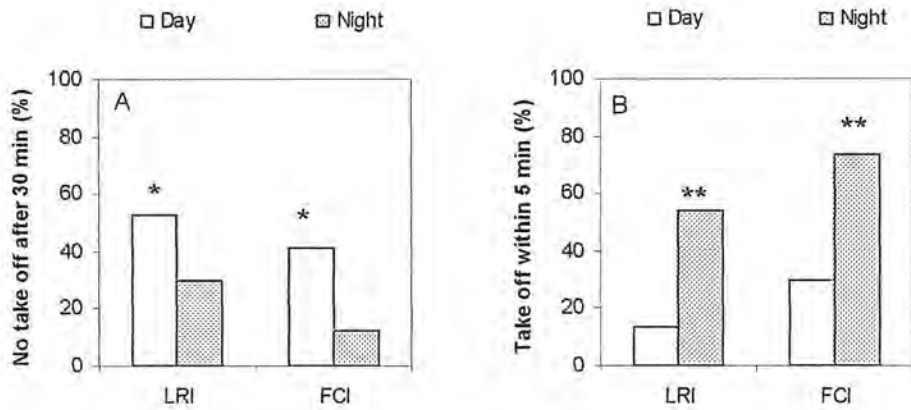 Day Night
Day Night
No take off after 30 min (%)
100
80
60
40
20
0
A
*
*
LRI FCI
Take off within 5 min (%)
100
80
60
40
20
0
B
**
**
LRI FCI